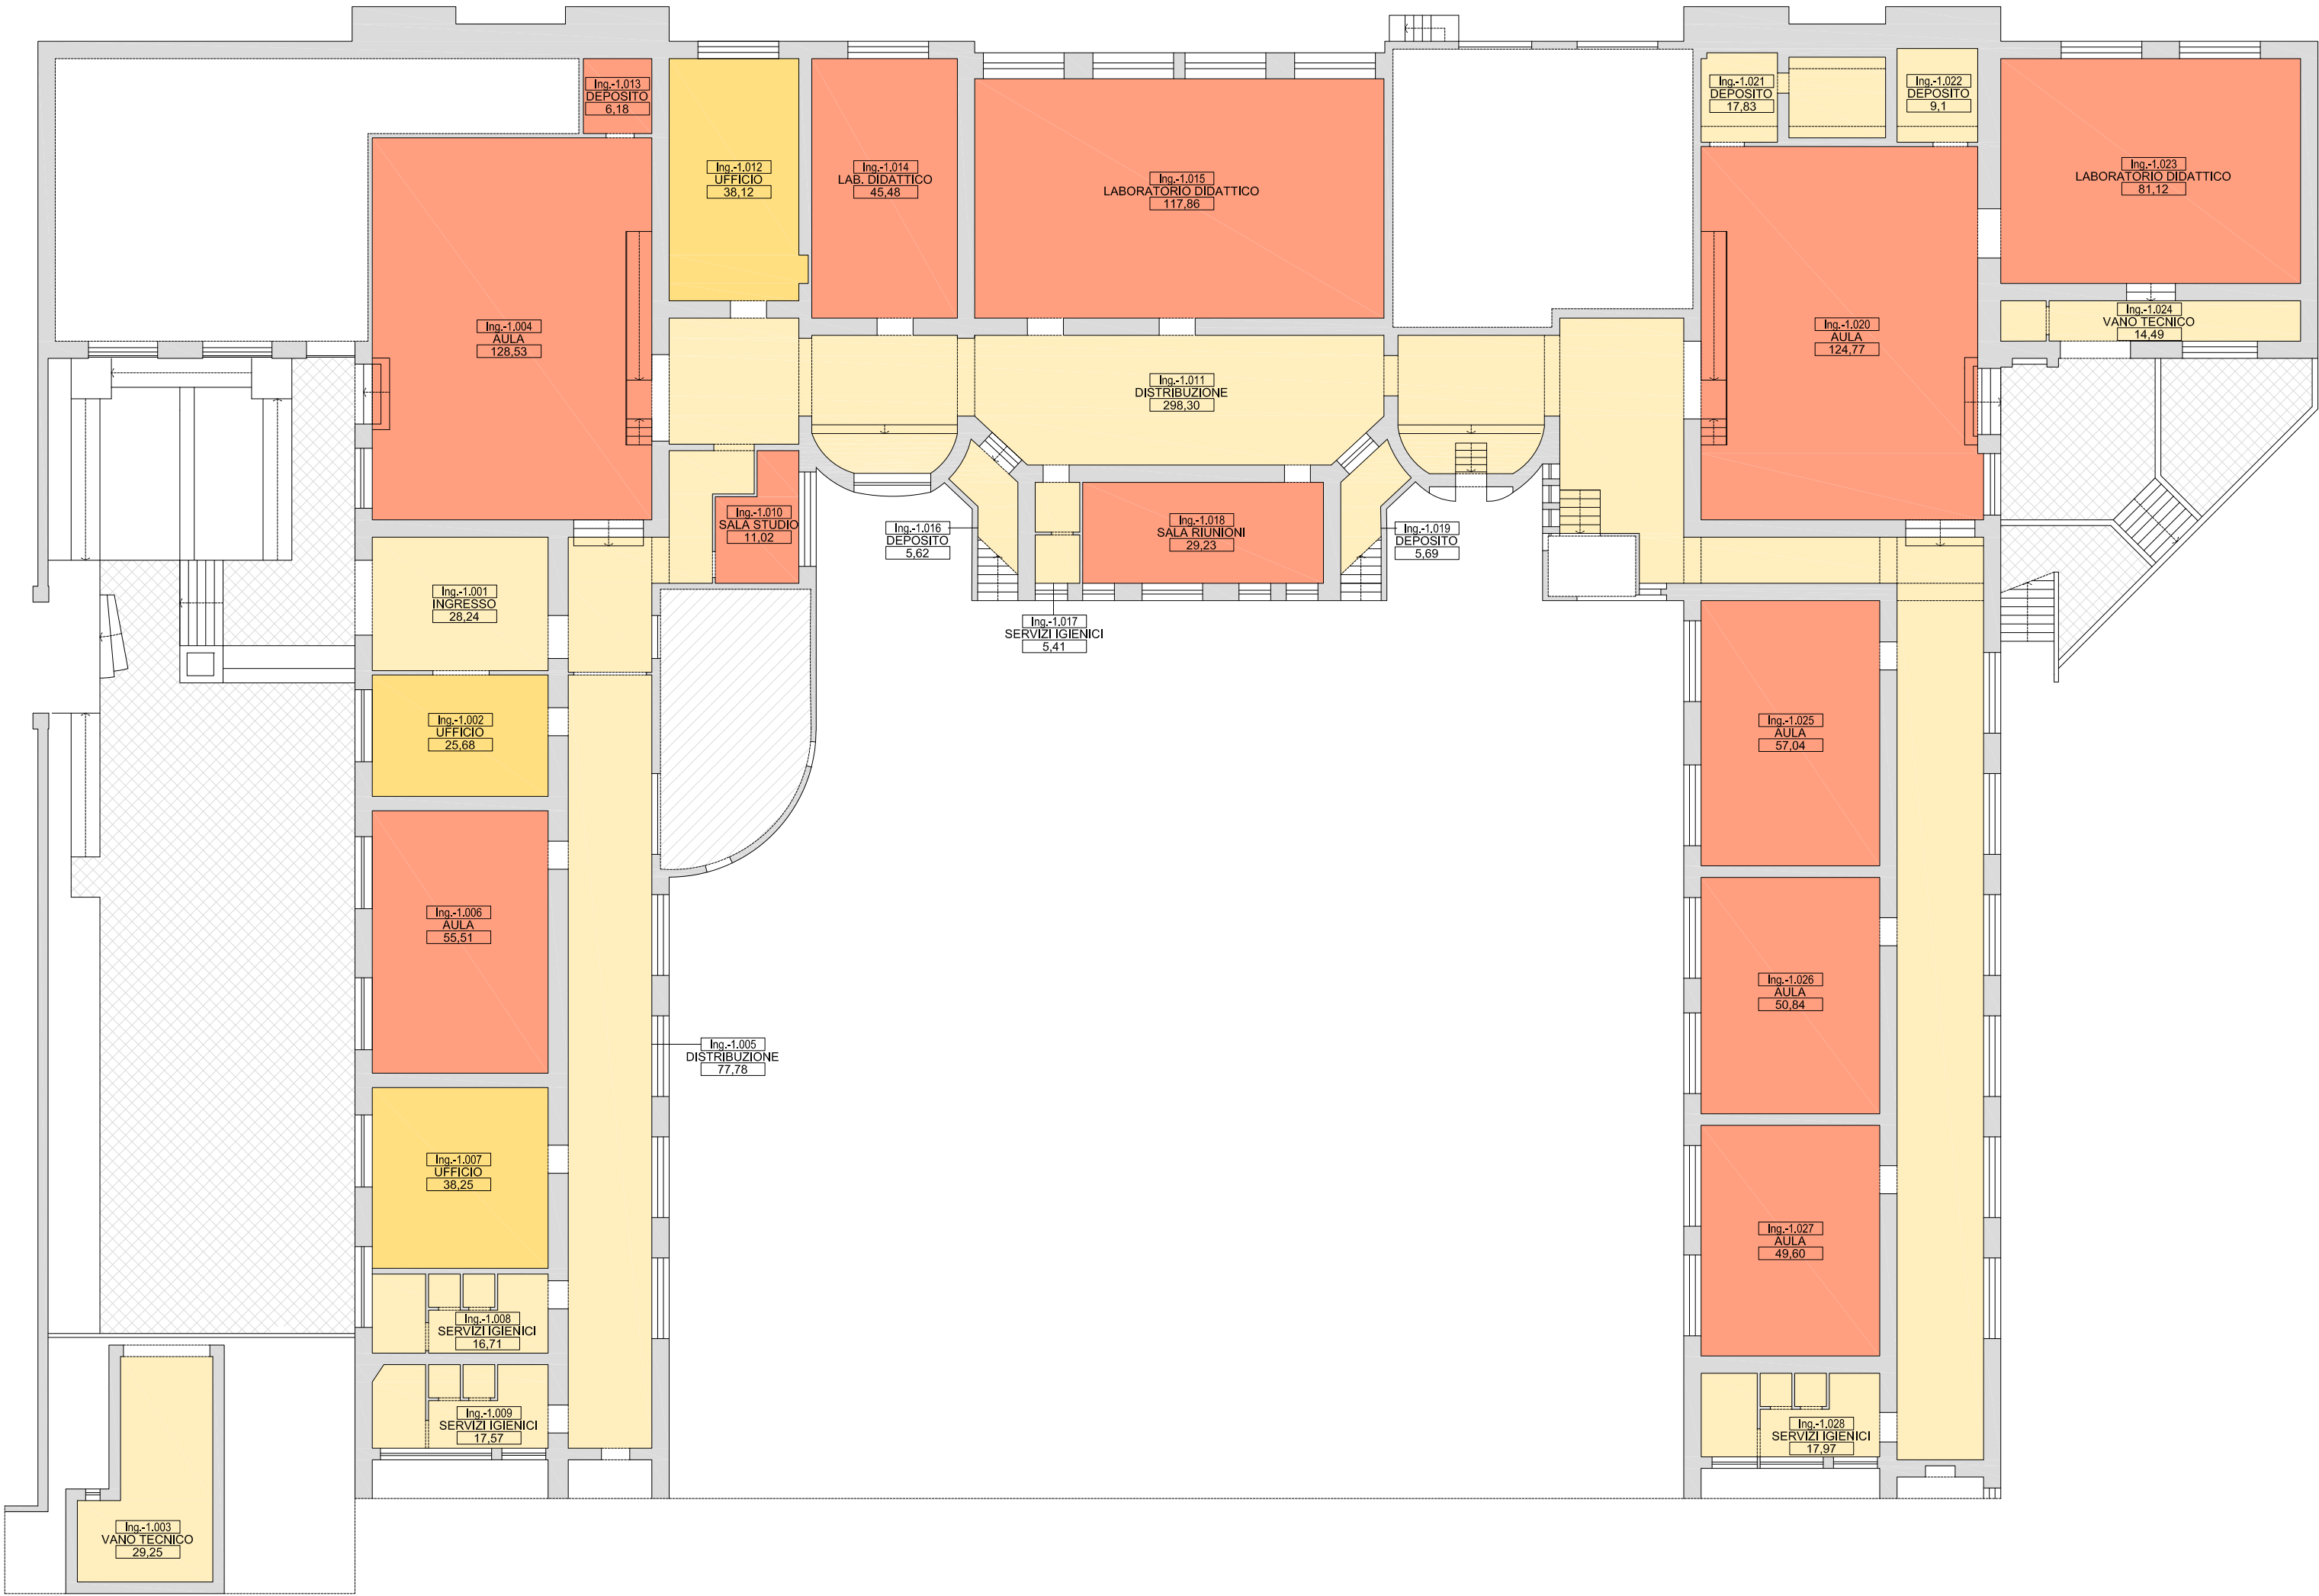 Ing.-1.013
DEPOSITO
6,18
Ing.-1.012
UFFICIO
38,12
Ing.-1.014
LAB. DIDATTICO
45,48
Ing.-1.015
LABORATORIO DIDATTICO
117,86
Ing.-1.021
DEPOSITO
17,83
Ing.-1.022
DEPOSITO
9,1
Ing.-1.023
LABORATORIO DIDATTICO
81,12
Ing.-1.004
AULA
128,53
Ing.-1.011
DISTRIBUZIONE
298,30
Ing.-1.020
AULA
124,77
Ing.-1.024
VANO TECNICO
14,49
Ing.-1.010
SALA STUDIO
11,02
Ing.-1.016
DEPOSITO
5,62
Ing.-1.018
SALA RIUNIONI
29,23
Ing.-1.019
DEPOSITO
5,69
Ing.-1.001
INGRESSO
28,24
Ing.-1.017
SERVIZI IGIENICI
5,41
Ing.-1.002
UFFICIO
25,68
Ing.-1.025
AULA
57,04
Ing.-1.006
AULA
55,51
Ing.-1.026
AULA
50,84
Ing.-1.005
DISTRIBUZIONE
77,78
Ing.-1.007
UFFICIO
38,25
Ing.-1.027
AULA
49,60
Ing.-1.008
SERVIZI IGIENICI
16,71
Ing.-1.009
SERVIZI IGIENICI
17,57
Ing.-1.028
SERVIZI IGIENICI
17,97
Ing.-1.003
VANO TECNICO
29,25